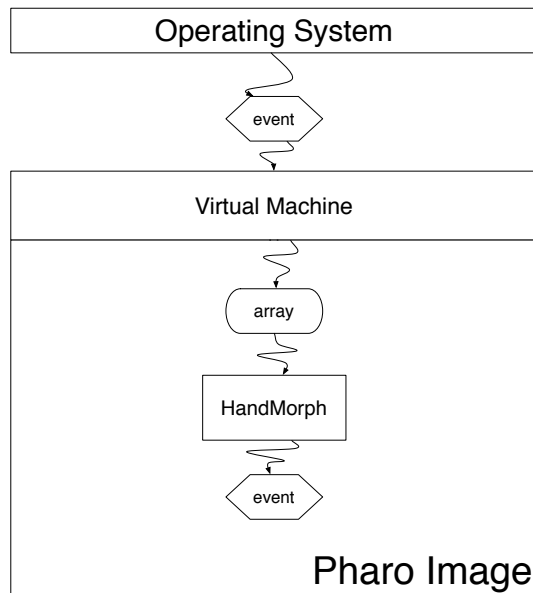 Operating System
event
Virtual Machine
array
HandMorph
event
Pharo Image